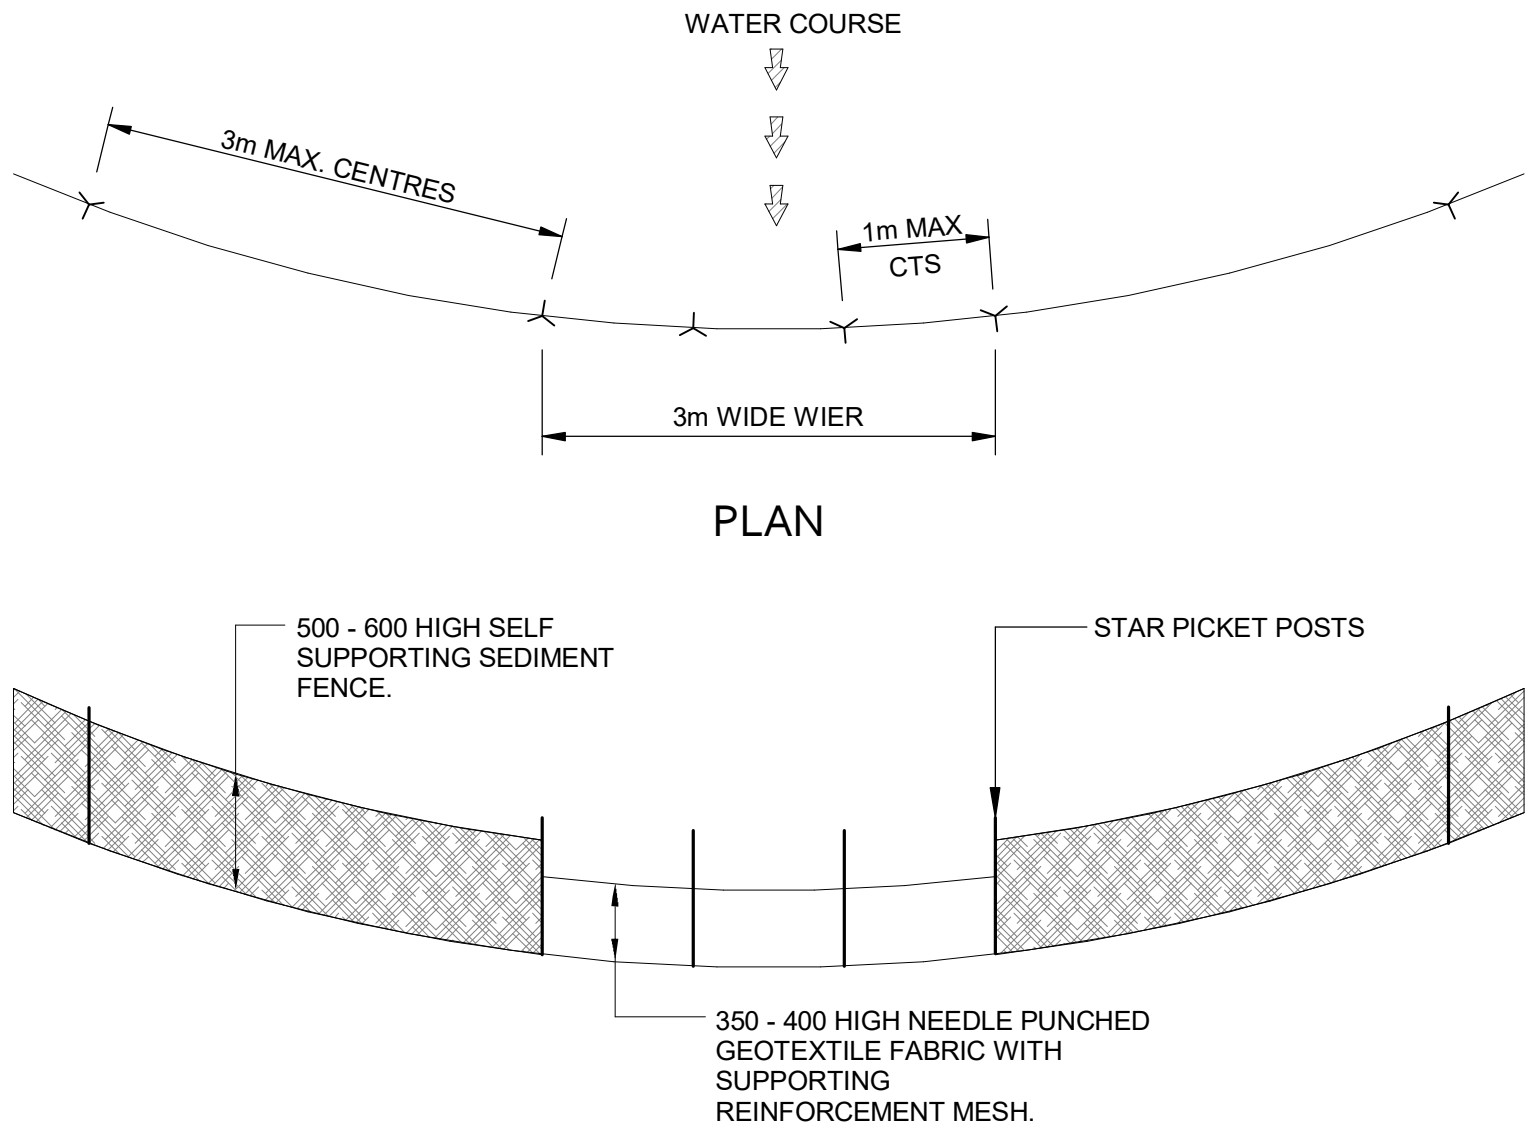 WATER COURSE
3m MAX. CENTRES
1m MAX
CTS
3m WIDE WIER
PLAN
500 - 600 HIGH SELF
SUPPORTING SEDIMENT
FENCE.
STAR PICKET POSTS
350 - 400 HIGH NEEDLE PUNCHED
GEOTEXTILE FABRIC WITH
SUPPORTING
REINFORCEMENT MESH.